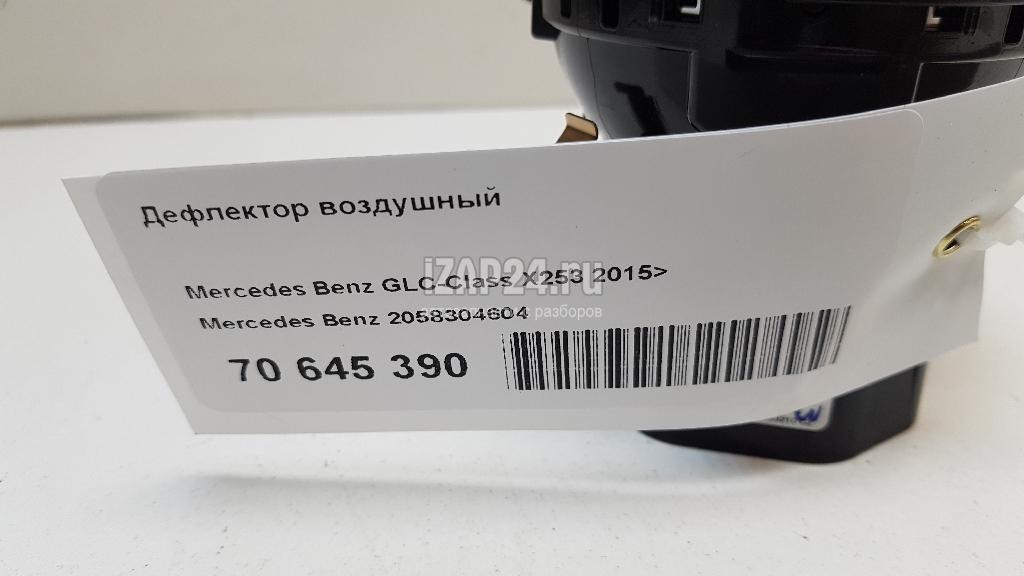 Дефлектор воздушный
Mercedes Benz GLC-Class X253 2015>
iZAP24.ru
Mercedes Benz 2058304604
разборов
70 645 390